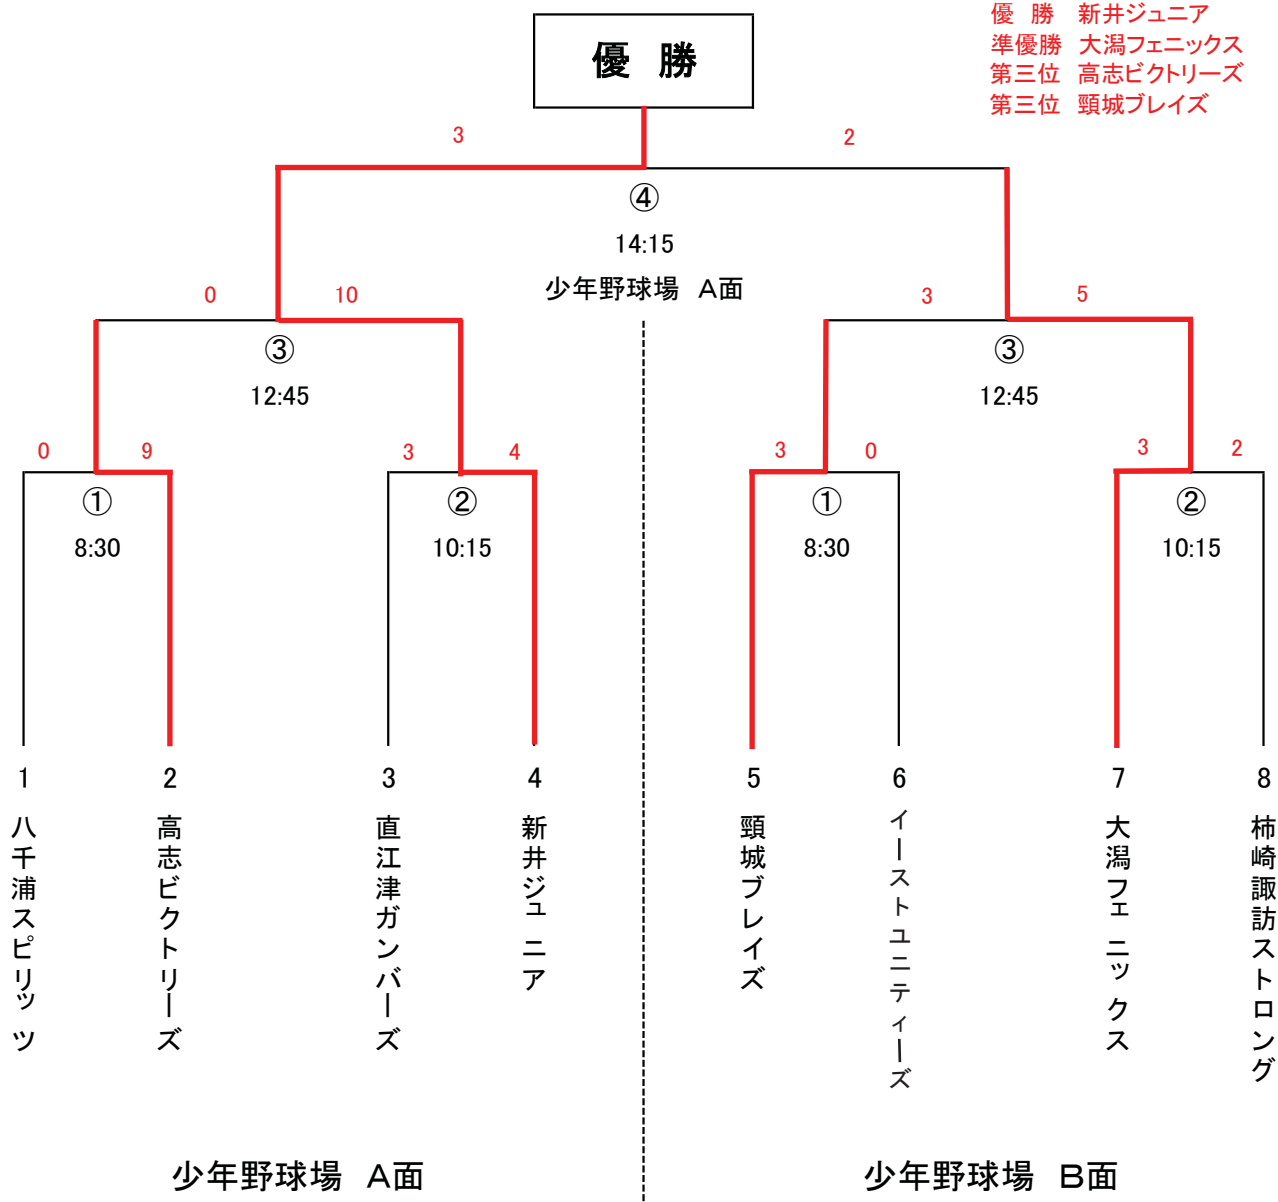 優　勝　新井ジュニア
準優勝　大潟フェニックス
第三位　高志ビクトリーズ
第三位　頸城ブレイズ
優　勝
3
2
④
14:15
少年野球場　A面
0
10
3
5
③
12:45
③
12:45
0
9
3
4
3
0
3
2
①
8:30
②
10:15
①
8:30
②
10:15
1
八千浦スピリッツ
2
高志ビクトリーズ
3
直江津ガンバーズ
4
新井ジュニア
5
頸城ブレイズ
6
イーストユニティーズ
7
大潟フェニックス
8
柿崎諏訪ストロング
少年野球場　A面
少年野球場　B面